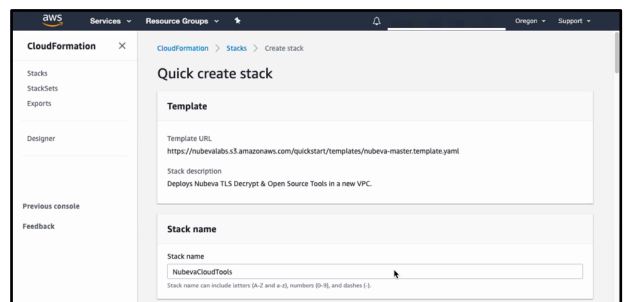 aws Services Resource Groups Oregon Support
CloudFormation ×
Stacks
StackSets
Exports
Designer
Previous console
Feedback
CloudFormation > Stacks > Create stack
Quick create stack
Template
Template URL
https://nubevalabs.s3.amazonaws.com/quickstart/templates/nubeva-master.template.yaml
Stack description
Deploys Nubeva TLS Decrypt & Open Source Tools in a new VPC.
Stack name
Stack name
NubevaCloudTools
Stack name can include letters (A-Z and a-z), numbers (0-9), and dashes (-).